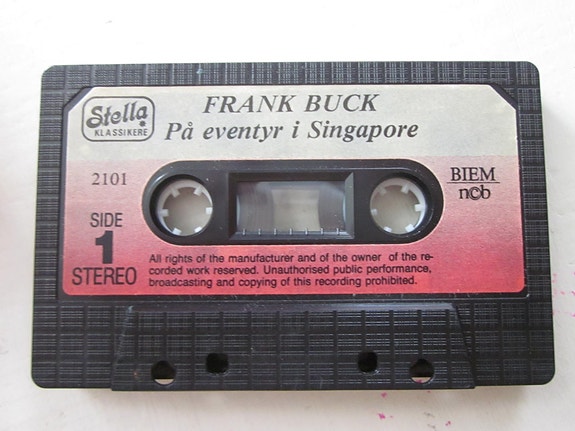 Stella
KLASSIKERE
FRANK BUCK
På eventyr i Singapore
2101
BIEM
ncb
SIDE
1
STEREO
All rights of the manufacturer and of the owner of the re-
corded work reserved. Unauthorised public performance,
broadcasting and copying of this recording prohibited.